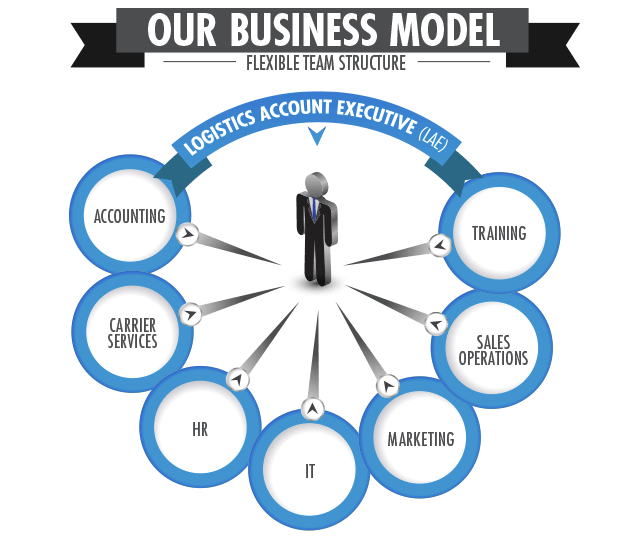 OUR BUSINESS MODEL
FLEXIBLE TEAM STRUCTURE
LOGISTICS ACCOUNT EXECUTIVE (LAE)
ACCOUNTING
TRAINING
CARRIER
SERVICES
SALES
OPERATIONS
HR
MARKETING
IT